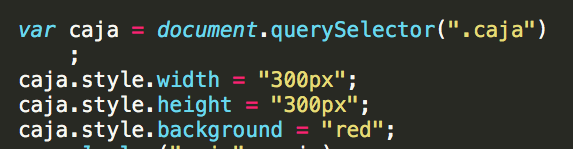 var caja = document.querySelector(".caja")
;
caja.style.width = "300px";
caja.style.height = "300px";
caja.style.background = "red";